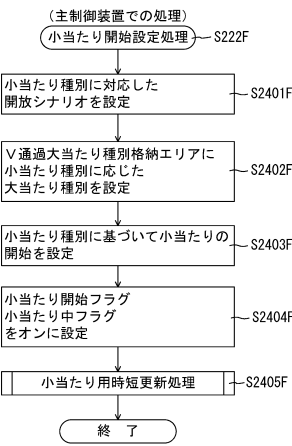 (主制御装置での処理)
小当たり開始設定処理
S222F
小当たり種別に対応した
開放シナリオを設定
S2401F
V通過大当たり種別格納エリアに
小当たり種別に応じた
大当たり種別を設定
S2402F
小当たり種別に基づいて小当たりの
開始を設定
S2403F
小当たり開始フラグ
小当たり中フラグ
をオンに設定
S2404F
小当たり用時短更新処理
S2405F
終 了